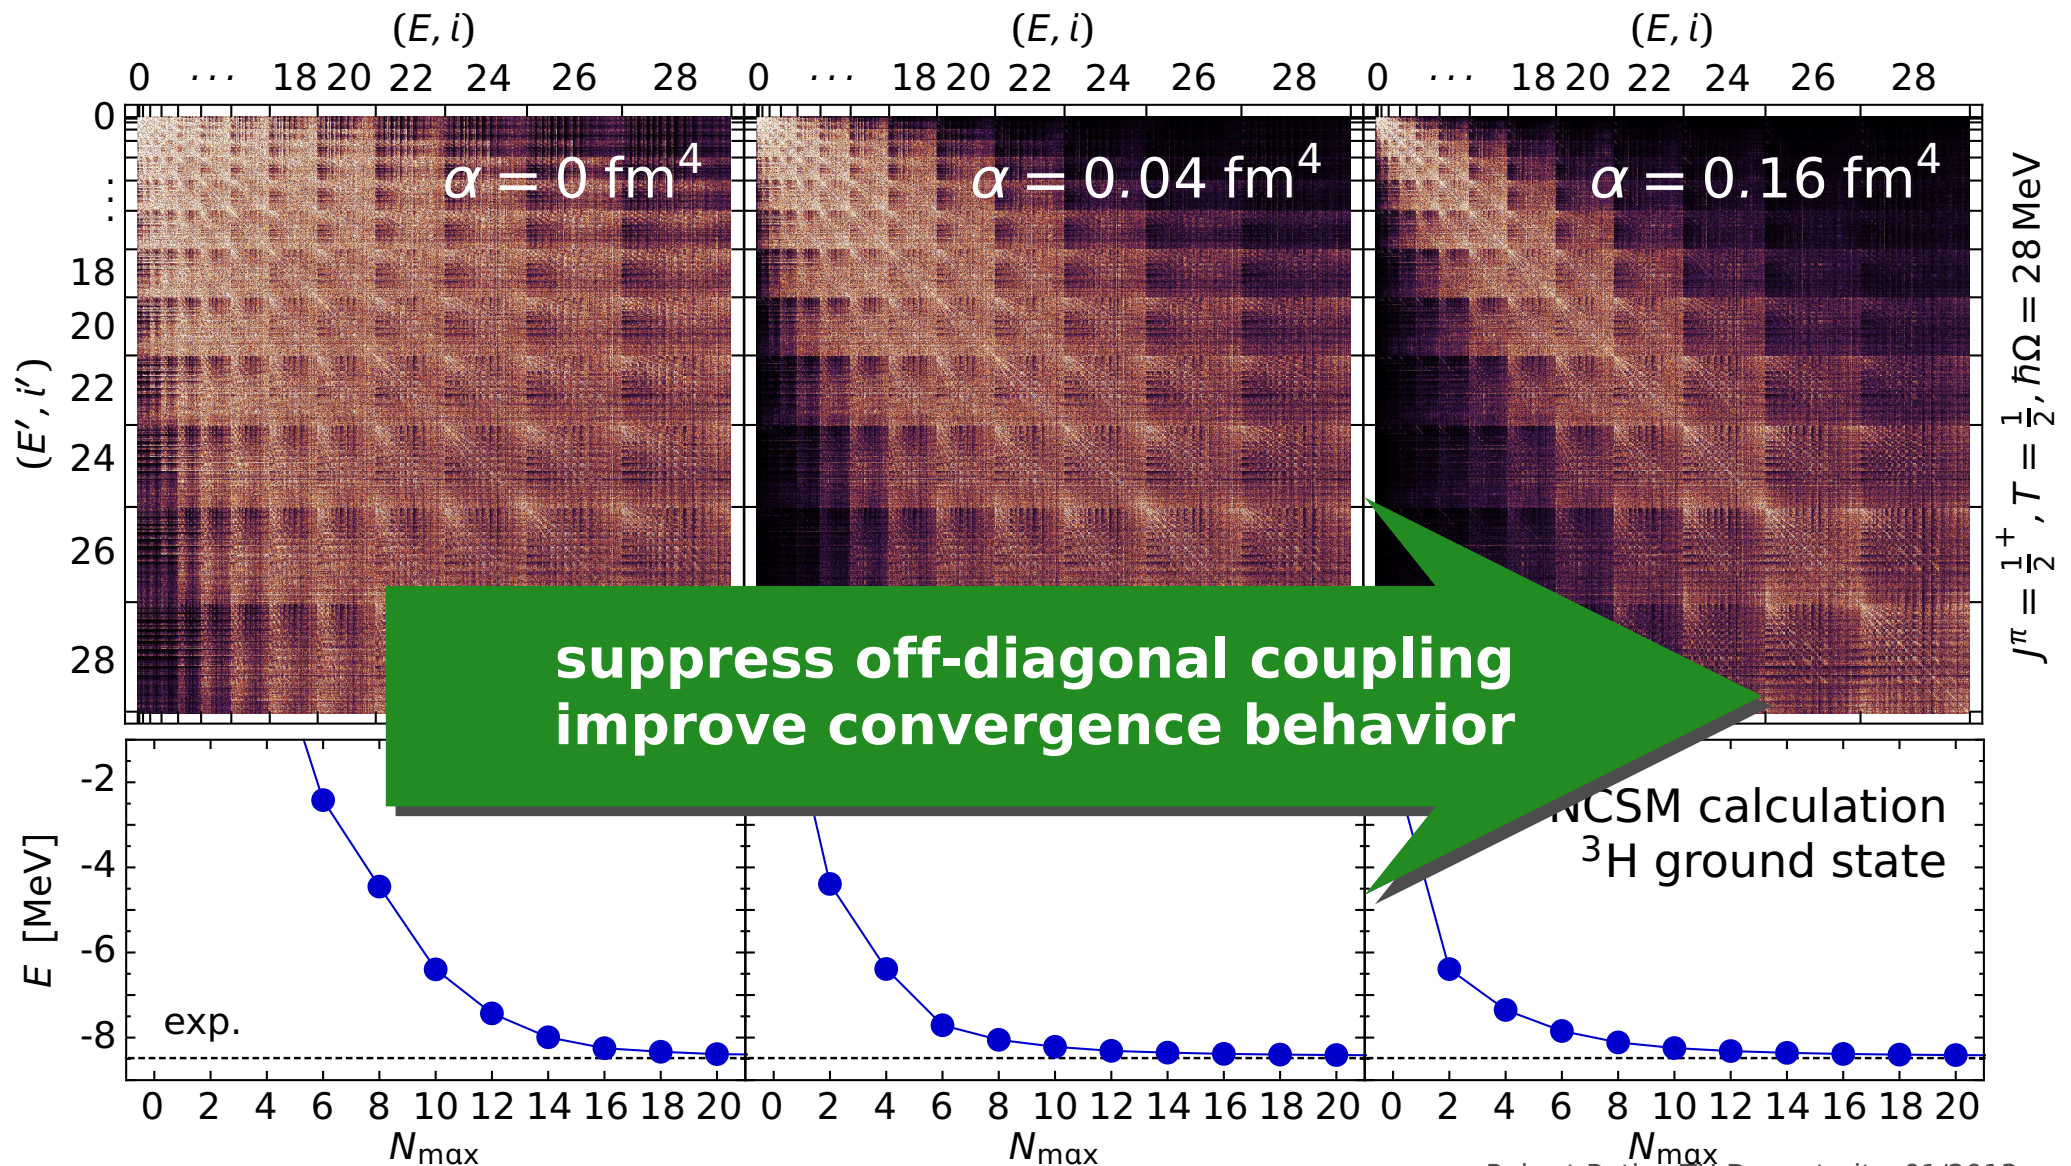 (E, i) (E, i) (E, i)
0 ··· 18 20 22 24 26 28 0 ··· 18 20 22 24 26 28 0 ··· 18 20 22 24 26 28
0
α = 0 fm⁴ α = 0.04 fm⁴ α = 0.16 fm⁴
:
18
20
22
24
26
28
(E′, i′)
J^π = 1/2⁺, T = 1/2, ħΩ = 28 MeV
suppress off-diagonal coupling
improve convergence behavior
NCSM calculation
³H ground state
E [MeV]
-2
-4
-6
-8
exp.
0 2 4 6 8 10 12 14 16 18 20 0 2 4 6 8 10 12 14 16 18 20 0 2 4 6 8 10 12 14 16 18 20
N_max N_max N_max